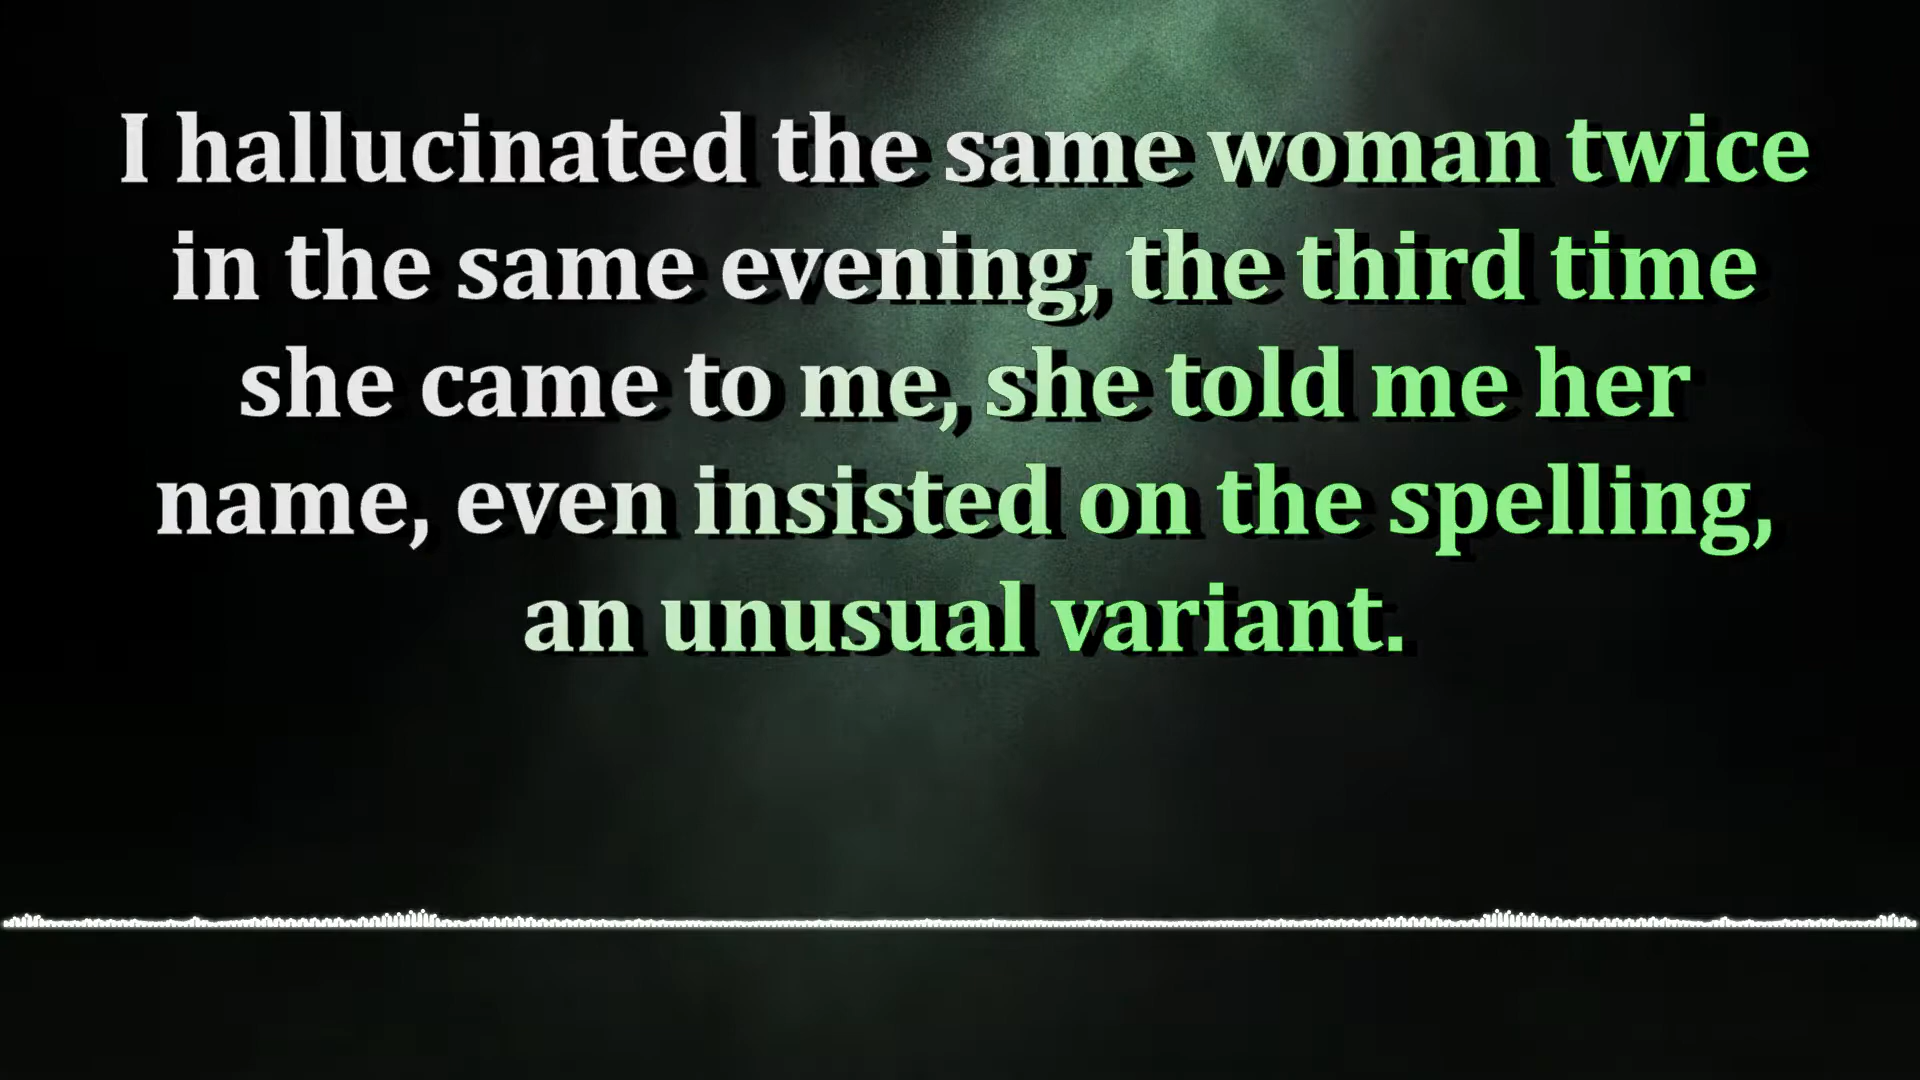 I hallucinated the same woman twice
in the same evening, the third time
she came to me, she told me her
name, even insisted on the spelling,
an unusual variant.